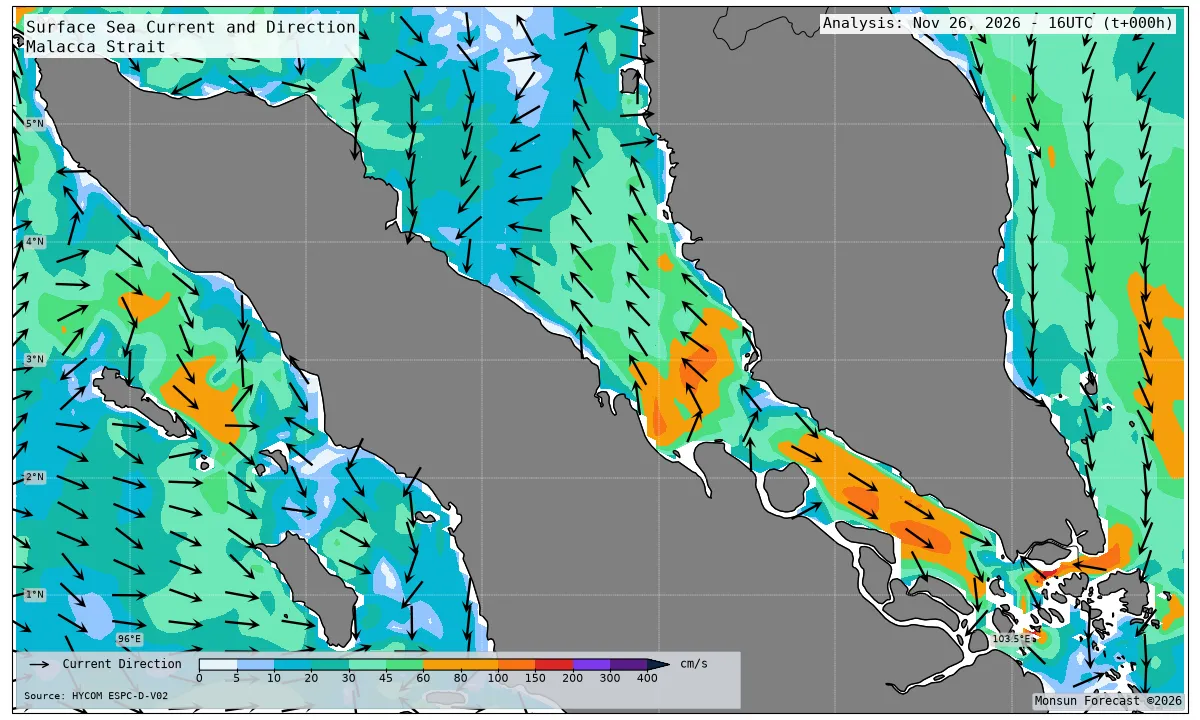 Surface Sea Current and Direction
Malacca Strait
Analysis: Nov 26, 2026 - 16UTC (t+000h)
5°N
4°N
3°N
2°N
1°N
96°E
103.5°E
Current Direction
0 5 10 20 30 45 60 80 100 150 200 300 400
cm/s
Source: HYCOM ESPC-D-V02
Monsun Forecast ©2026